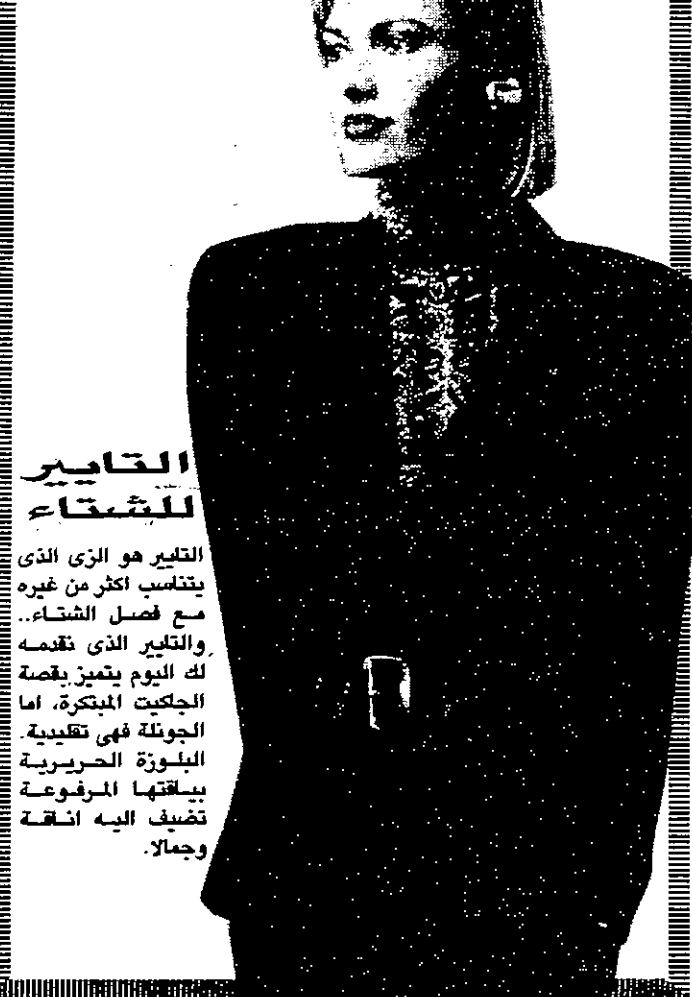 التايير
للشتاء
التايير هو الزى الذى
يتناسب اكثر من غيره
مع فصل الشتاء..
والتايير الذى نقدمه
لك اليوم يتميز بقصة
الجاكيت المبتكرة، اما
الجونلة فهى تقليدية.
البلوزة الحريرية
بياقتها المرفوعة
تضيف اليه اناقة
وجمالا.